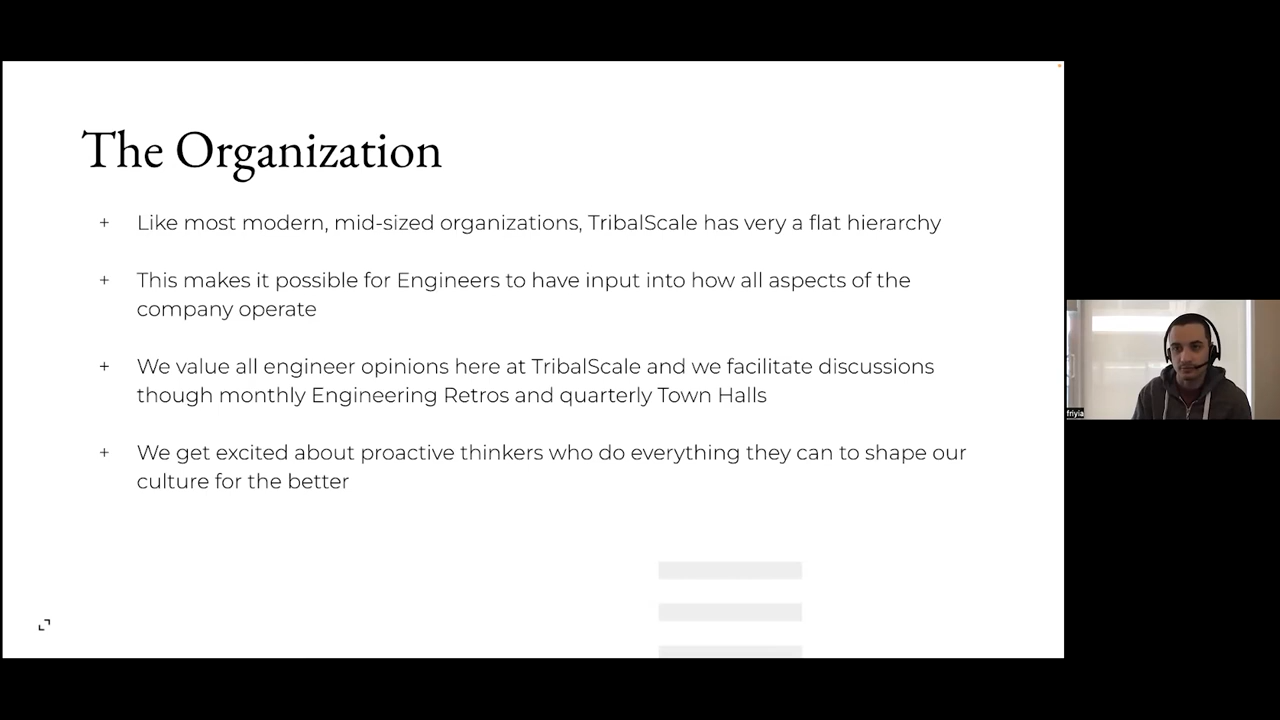 The Organization
+ Like most modern, mid-sized organizations, TribalScale has very a flat hierarchy
+ This makes it possible for Engineers to have input into how all aspects of the
company operate
+ We value all engineer opinions here at TribalScale and we facilitate discussions
though monthly Engineering Retros and quarterly Town Halls
+ We get excited about proactive thinkers who do everything they can to shape our
culture for the better
friyia